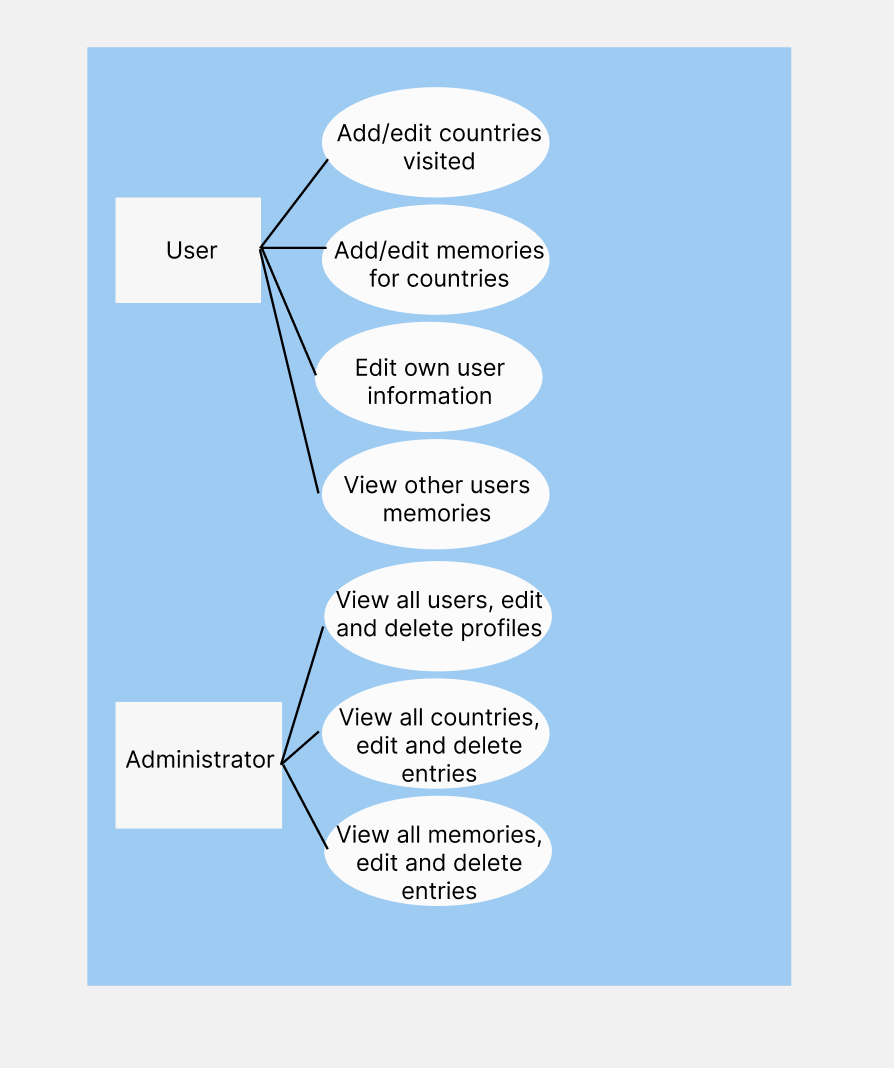 Add/edit countries
visited
User
Add/edit memories
for countries
Edit own user
information
View other users
memories
View all users, edit
and delete profiles
View all countries,
edit and delete
entries
Administrator
View all memories,
edit and delete
entries